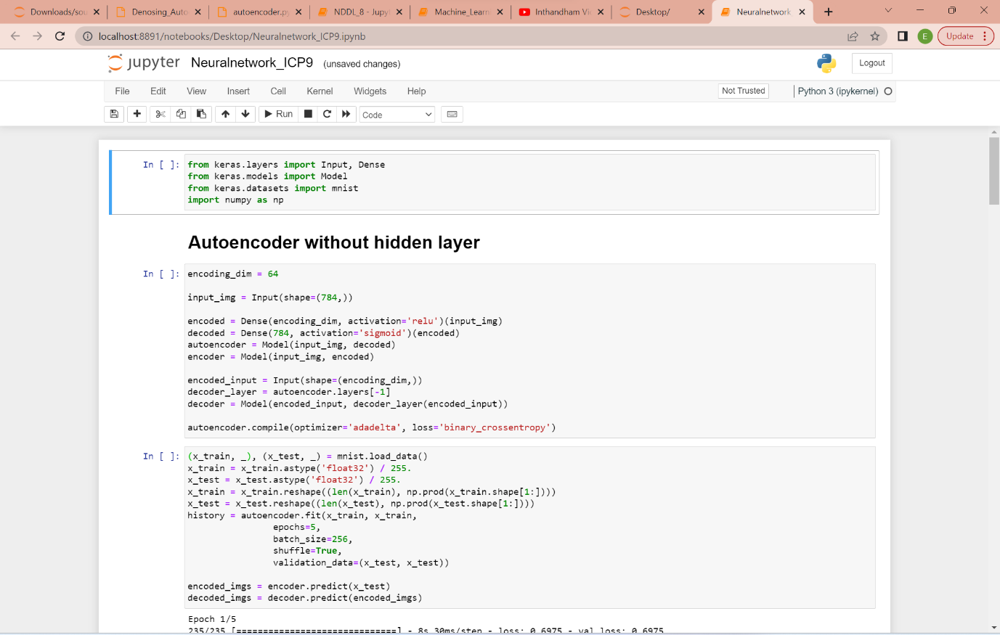 Downloads/sou
Denosing_Auto
autoencoder.py
NDDL_8 - Jupyt
Machine_Learn
Inthandham Vi
Desktop/
Neuralnetwork
localhost:8891/notebooks/Desktop/Neuralnetwork_ICP9.ipynb
E
Update
jupyter Neuralnetwork_ICP9 (unsaved changes)
Logout
File Edit View Insert Cell Kernel Widgets Help
Not Trusted
Python 3 (ipykernel)
Run
Code
In [ ]: from keras.layers import Input, Dense
from keras.models import Model
from keras.datasets import mnist
import numpy as np
Autoencoder without hidden layer
In [ ]: encoding_dim = 64
input_img = Input(shape=(784,))
encoded = Dense(encoding_dim, activation='relu')(input_img)
decoded = Dense(784, activation='sigmoid')(encoded)
autoencoder = Model(input_img, decoded)
encoder = Model(input_img, encoded)
encoded_input = Input(shape=(encoding_dim,))
decoder_layer = autoencoder.layers[-1]
decoder = Model(encoded_input, decoder_layer(encoded_input))
autoencoder.compile(optimizer='adadelta', loss='binary_crossentropy')
In [ ]: (x_train, _), (x_test, _) = mnist.load_data()
x_train = x_train.astype('float32') / 255.
x_test = x_test.astype('float32') / 255.
x_train = x_train.reshape((len(x_train), np.prod(x_train.shape[1:])))
x_test = x_test.reshape((len(x_test), np.prod(x_test.shape[1:])))
history = autoencoder.fit(x_train, x_train,
epochs=5,
batch_size=256,
shuffle=True,
validation_data=(x_test, x_test))
encoded_imgs = encoder.predict(x_test)
decoded_imgs = decoder.predict(encoded_imgs)
Epoch 1/5
235/235 [==============================] - 8s 30ms/step - loss: 0.6975 - val_loss: 0.6975